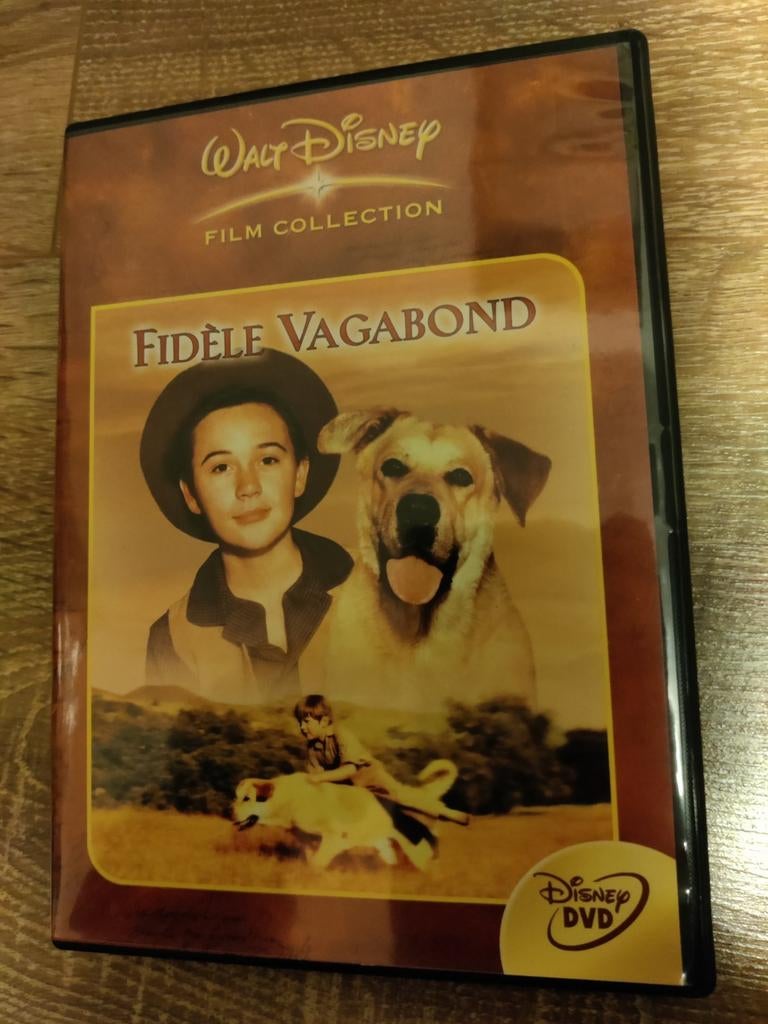 Walt Disney
FILM COLLECTION
FIDÈLE VAGABOND
Disney
DVD